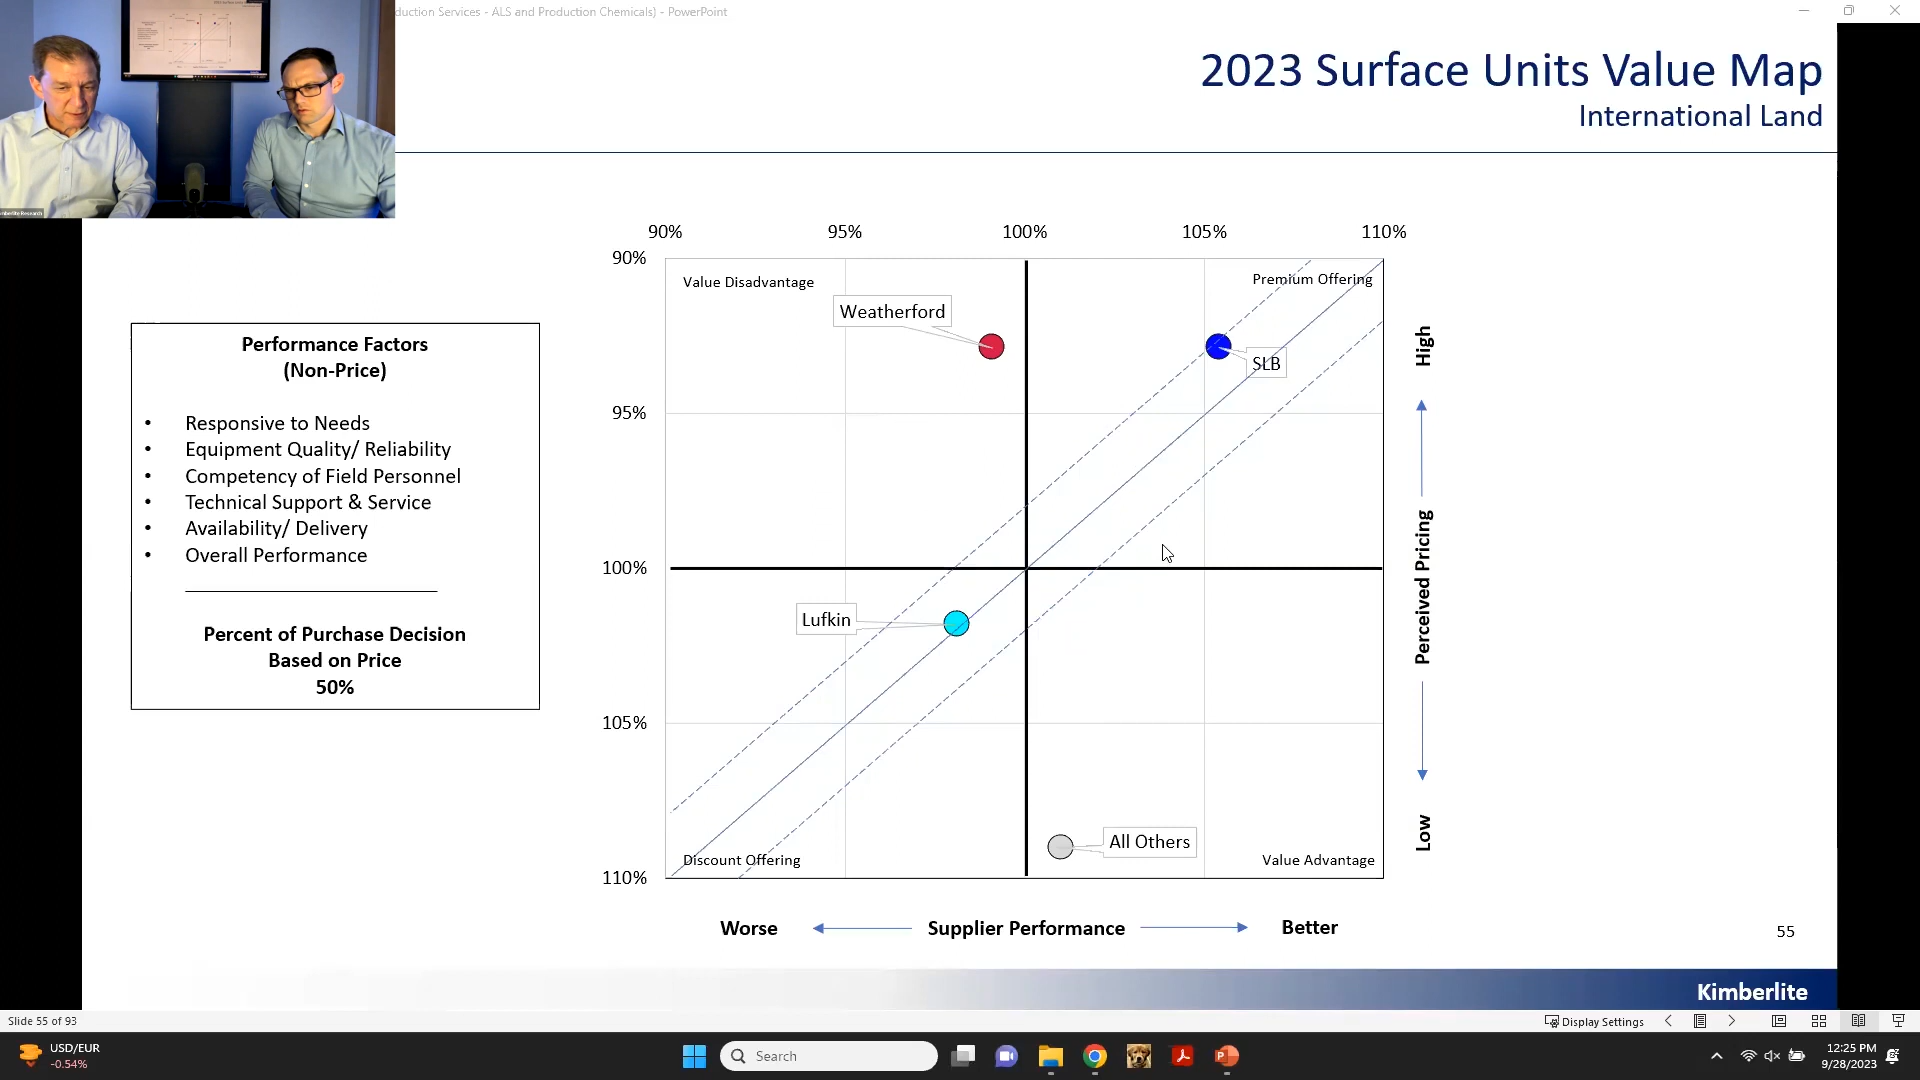 duction Services - ALS and Production Chemicals) - PowerPoint
2023 Surface Units Value Map
International Land
90% 95% 100% 105% 110%
90%
95%
100%
105%
110%
Value Disadvantage
Premium Offering
Weatherford
SLB
Lufkin
All Others
Discount Offering
Value Advantage
High
Perceived Pricing
Low
Worse
Supplier Performance
Better
Performance Factors
(Non-Price)
• Responsive to Needs
• Equipment Quality/ Reliability
• Competency of Field Personnel
• Technical Support & Service
• Availability/ Delivery
• Overall Performance
Percent of Purchase Decision
Based on Price
50%
55
Kimberlite
Slide 55 of 93
Display Settings
USD/EUR
-0.54%
Search
12:25 PM
9/28/2023